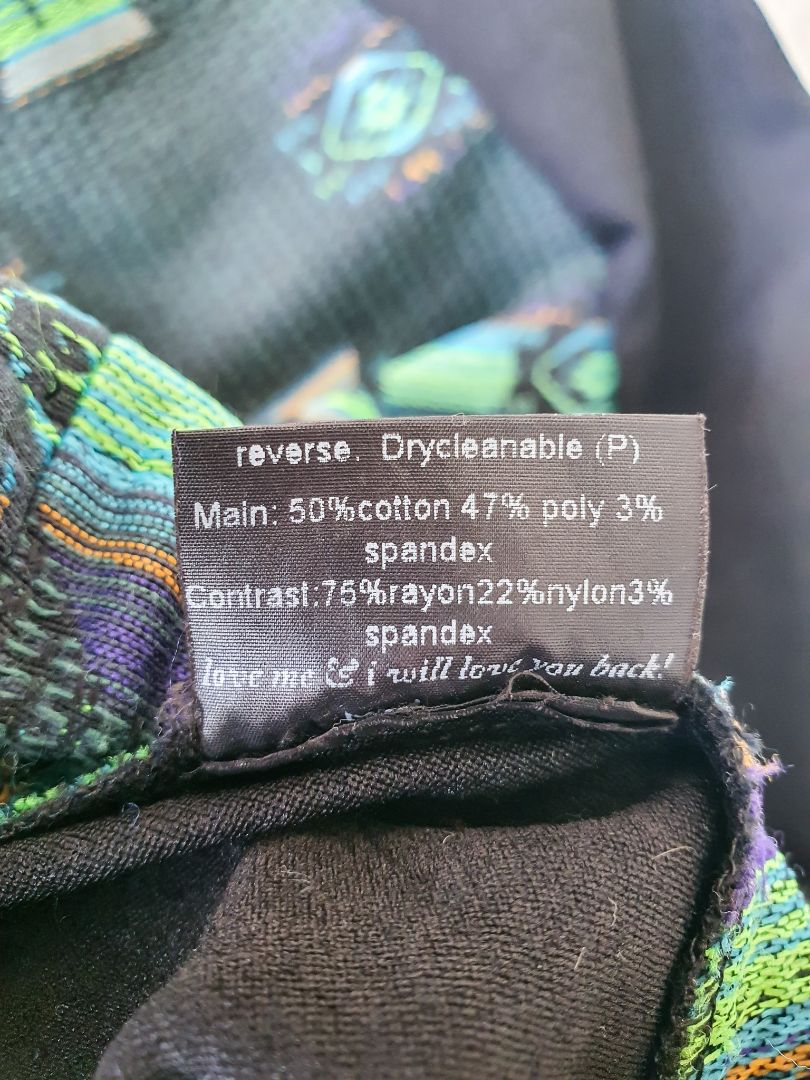 reverse. Drycleanable (P)
Main: 50%cotton 47% poly 3%
spandex
Contrast:75%rayon22%nylon3%
spandex
love me & i will love you back!